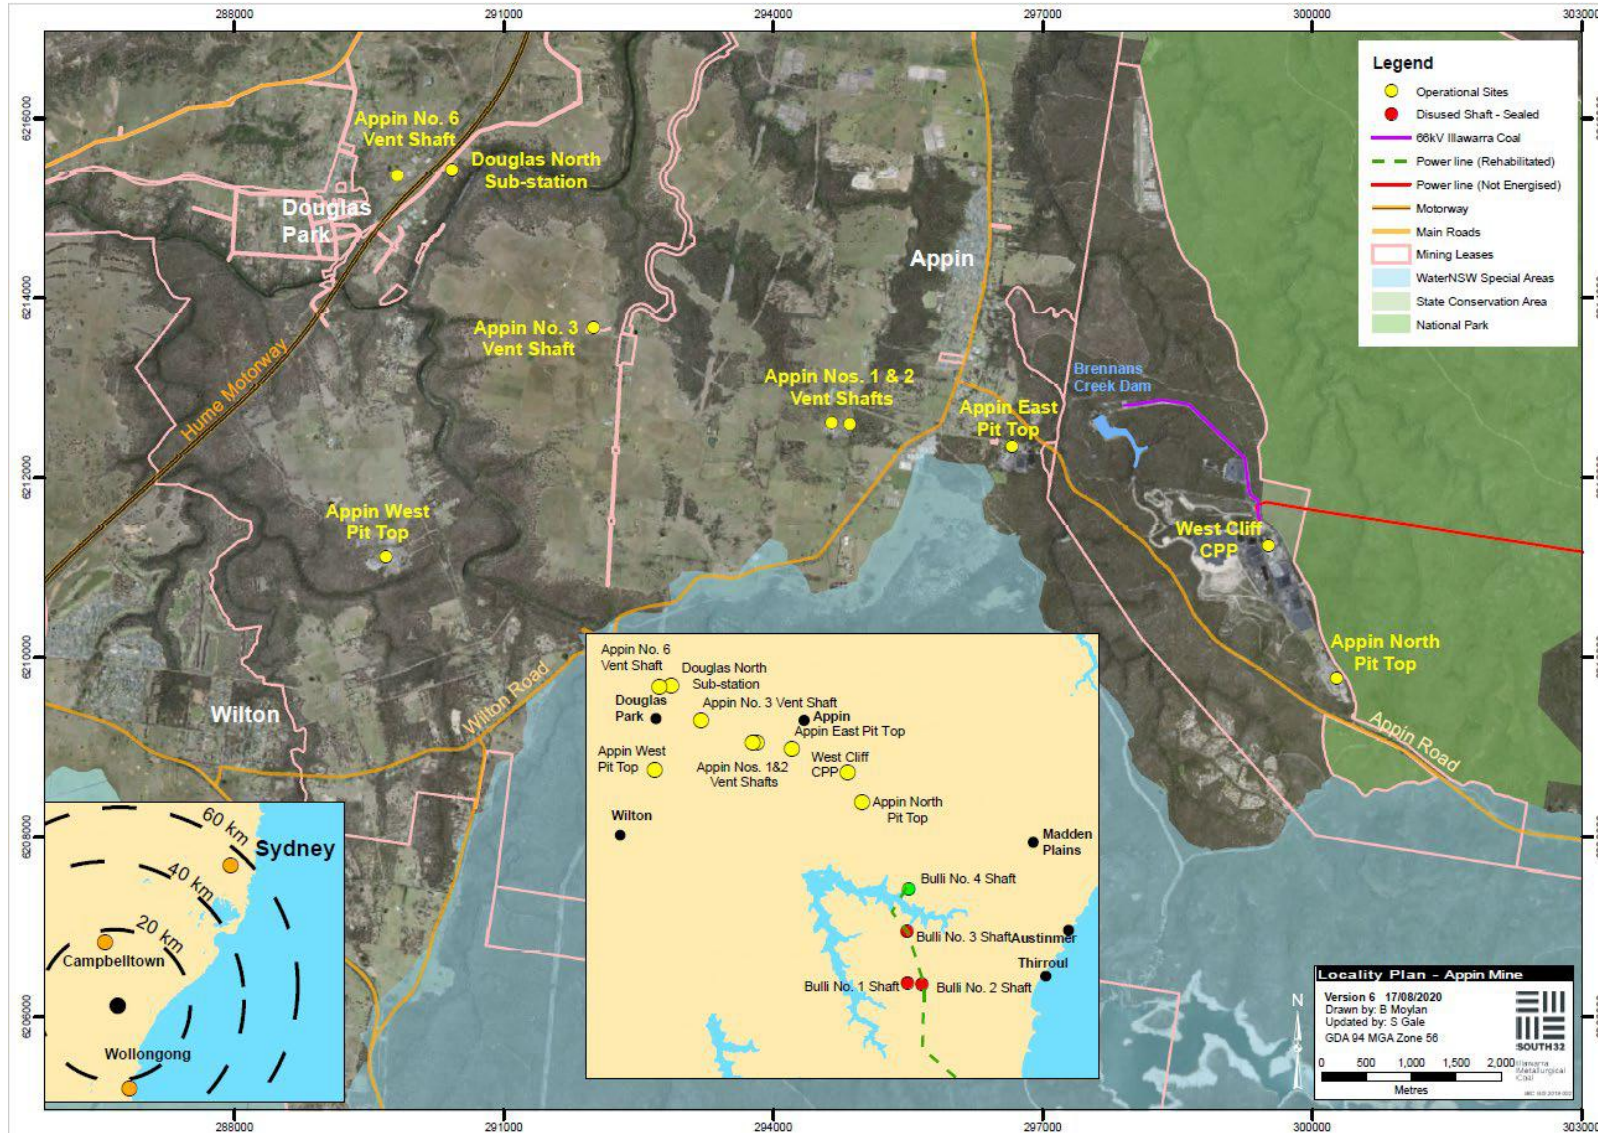 288000
291000
294000
297000
300000
303000
6216000
6214000
6212000
6210000
6208000
6206000
Appin No. 6
Vent Shaft
Douglas North
Sub-station
Douglas
Park
Appin
Appin No. 3
Vent Shaft
Hume Motorway
Appin Nos. 1 & 2
Vent Shafts
Appin East
Pit Top
Brennans
Creek Dam
Appin West
Pit Top
West Cliff
CPP
Appin North
Pit Top
Wilton
Wilton Road
Appin Road
Legend
Operational Sites
Disused Shaft - Sealed
66kV Illawarra Coal
Power line (Rehabilitated)
Power line (Not Energised)
Motorway
Main Roads
Mining Leases
WaterNSW Special Areas
State Conservation Area
National Park
Appin No. 6
Vent Shaft
Douglas North
Sub-station
Douglas
Park
Appin No. 3 Vent Shaft
Appin
Appin East Pit Top
Appin West
Pit Top
Appin Nos. 1&2
Vent Shafts
West Cliff
CPP
Appin North
Pit Top
Wilton
Madden
Plains
Bulli No. 4 Shaft
Bulli No. 3 Shaft
Austinmer
Thirroul
Bulli No. 1 Shaft
Bulli No. 2 Shaft
60 km
Sydney
40 km
20 km
Campbelltown
Wollongong
Locality Plan - Appin Mine
Version 6 17/08/2020
Drawn by: B Moylan
Updated by: S Gale
GDA 94 MGA Zone 56
SOUTH32
Illawarra
Metallurgical
Coal
N
0 500 1,000 1,500 2,000
Metres
288000
291000
294000
297000
300000
303000